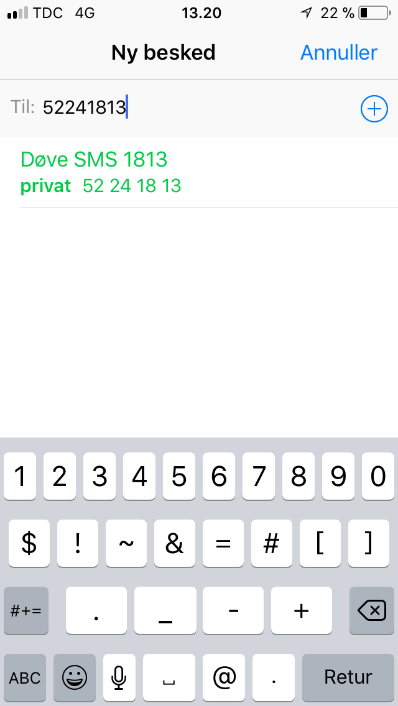 TDC 4G 13.20 22 %
Ny besked Annuller
Til: 52241813
Døve SMS 1813
privat 52 24 18 13
1 2 3 4 5 6 7 8 9 0
$ ! ~ & = # [ ]
#+= . _ - +
ABC @ . Retur